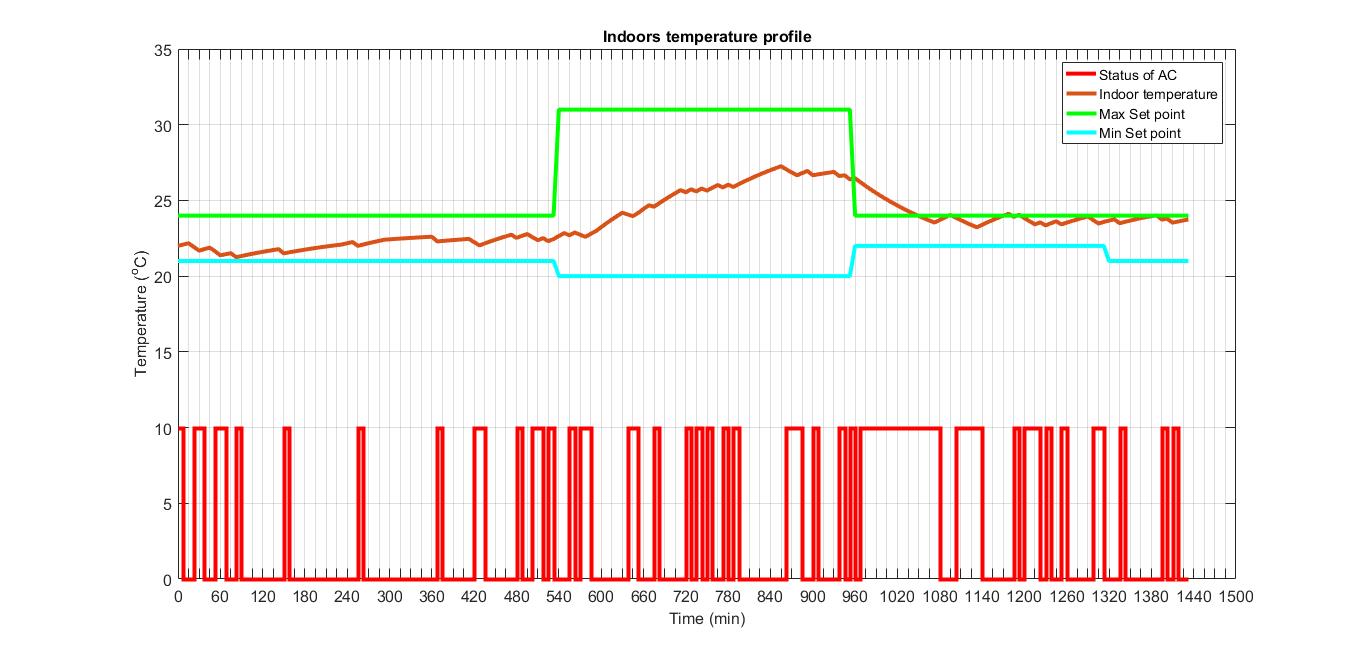 Indoors temperature profile
Status of AC
Indoor temperature
Max Set point
Min Set point
Temperature (°C)
35
30
25
20
15
10
5
0
0 60 120 180 240 300 360 420 480 540 600 660 720 780 840 900 960 1020 1080 1140 1200 1260 1320 1380 1440 1500
Time (min)